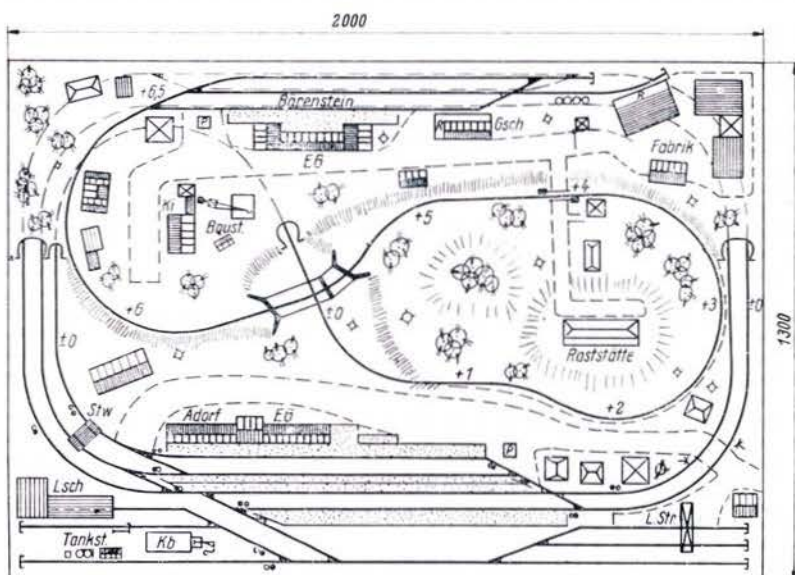 2000
+6,5
Bärenstein
EG
P
Gsch
Fabrik
+4
Ki
Baust.
+5
+6
±0
±0
+3
±0
1300
+1
Raststätte
+2
Stw
Adorf EG
P
Lsch
L.Str
Tankst.
Kb